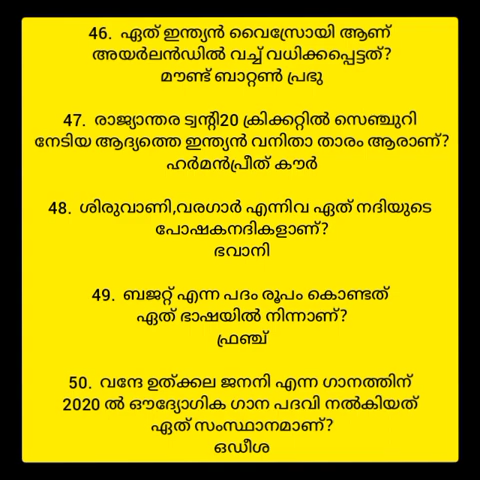 46. ഏത് ഇന്ത്യൻ വൈസ്രോയി ആണ്
അയർലൻഡിൽ വച്ച് വധിക്കപ്പെട്ടത്?
മൗണ്ട് ബാറ്റൺ പ്രഭു
47. രാജ്യാന്തര ട്വന്റി20 ക്രിക്കറ്റിൽ സെഞ്ചുറി
നേടിയ ആദ്യത്തെ ഇന്ത്യൻ വനിതാ താരം ആരാണ്?
ഹർമൻപ്രീത് കൗർ
48. ശിരുവാണി,വരഗാർ എന്നിവ ഏത് നദിയുടെ
പോഷകനദികളാണ്?
ഭവാനി
49. ബജറ്റ് എന്ന പദം രൂപം കൊണ്ടത്
ഏത് ഭാഷയിൽ നിന്നാണ്?
ഫ്രഞ്ച്
50. വന്ദേ ഉത്ക്കല ജനനി എന്ന ഗാനത്തിന്
2020 ൽ ഔദ്യോഗിക ഗാന പദവി നൽകിയത്
ഏത് സംസ്ഥാനമാണ്?
ഒഡീശ